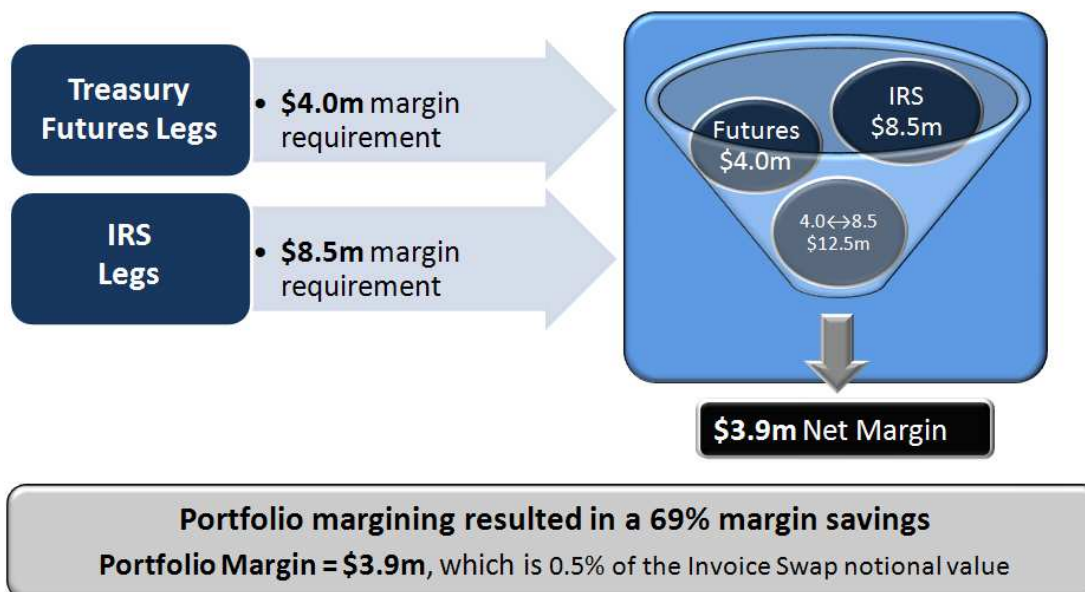 Treasury
Futures Legs
• $4.0m margin
requirement
IRS
Legs
• $8.5m margin
requirement
IRS
$8.5m
Futures
$4.0m
4.0↔8.5
$12.5m
$3.9m Net Margin
Portfolio margining resulted in a 69% margin savings
Portfolio Margin = $3.9m, which is 0.5% of the Invoice Swap notional value